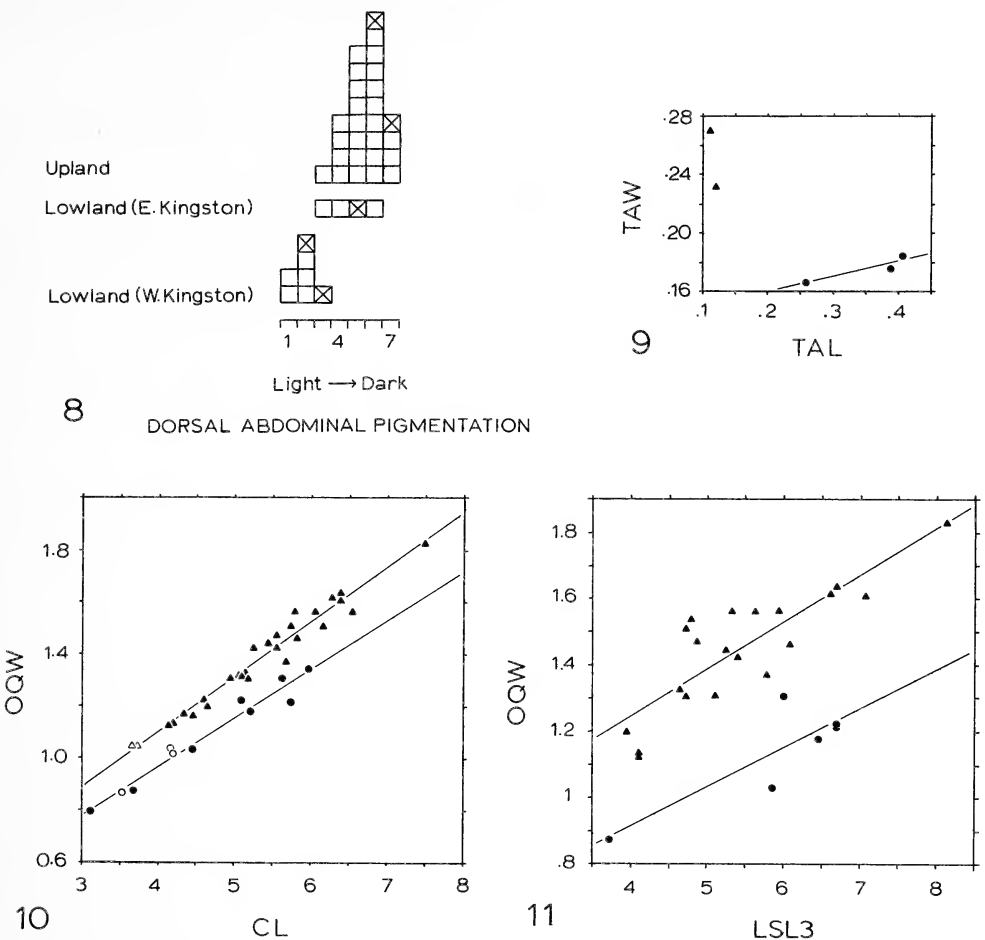 Upland
Lowland (E. Kingston)
Lowland (W. Kingston)
1 4 7
Light → Dark
8
DORSAL ABDOMINAL PIGMENTATION
.28
.24
.20
.16
TAW
.1 .2 .3 .4
9
TAL
1.8
1.4
1.0
0.6
OQW
3 4 5 6 7 8
10
CL
1.8
1.6
1.4
1.2
1
.8
OQW
4 5 6 7 8
11
LSL3